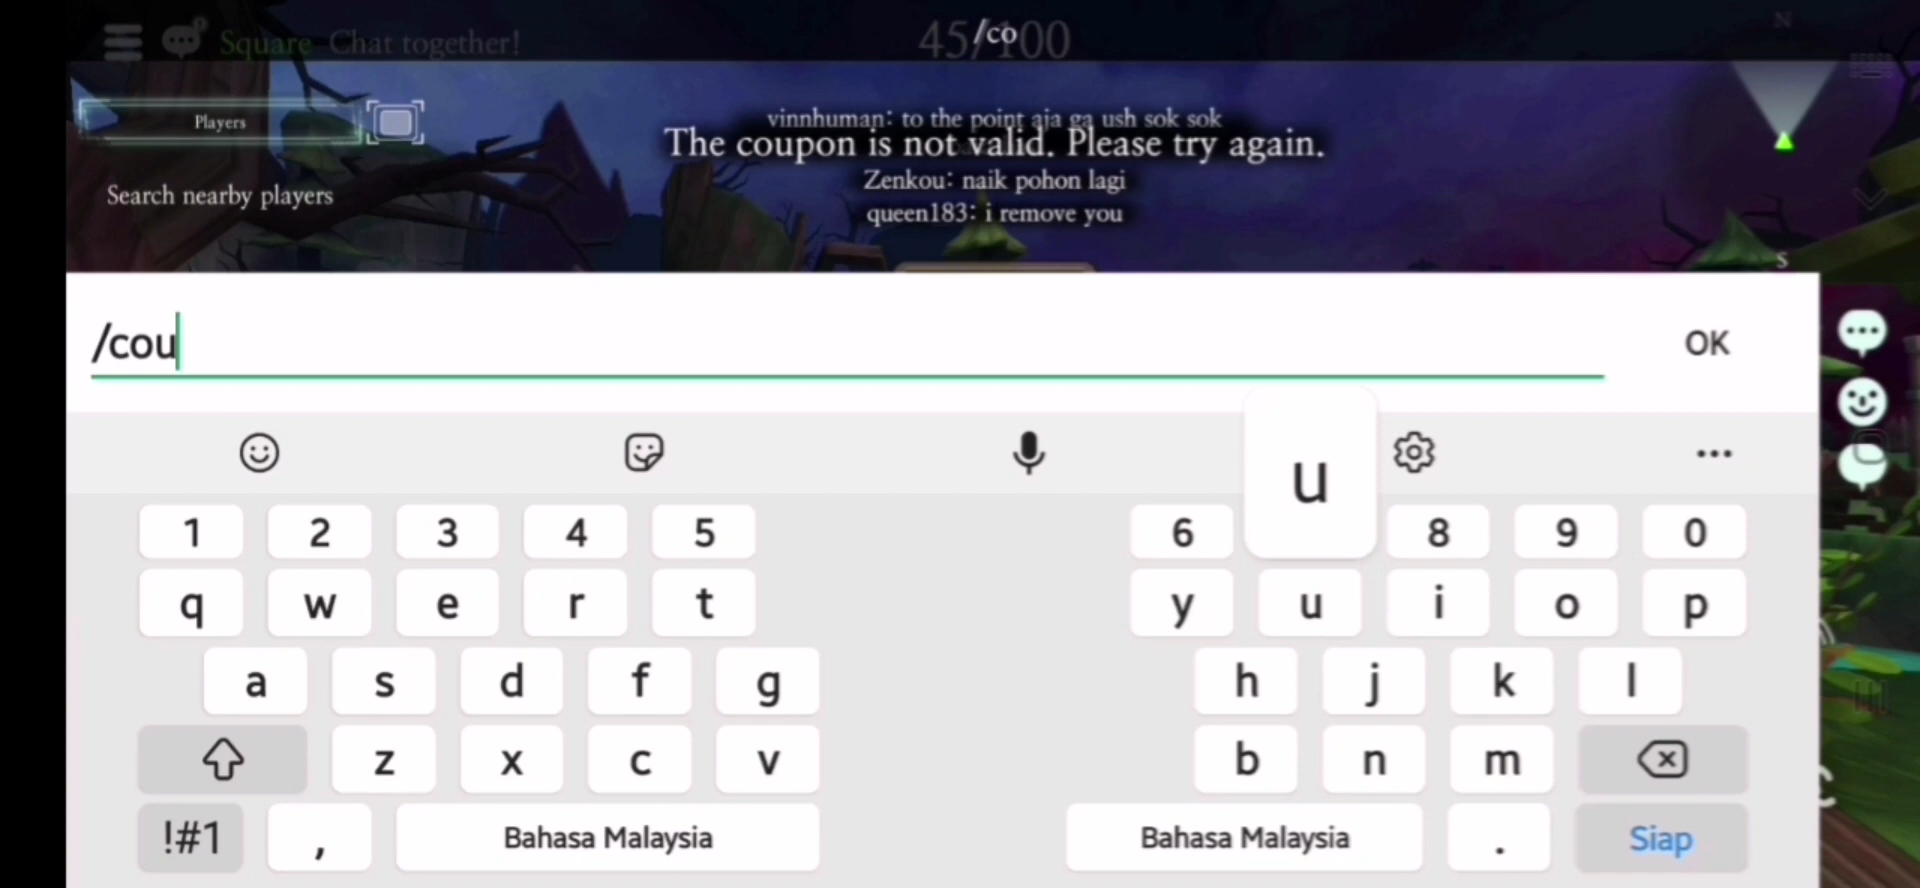 Square Chat together!
45/100
/co
N
Players
vinnhuman: to the point aja ga ush sok sok
The coupon is not valid. Please try again.
Search nearby players
Zenkou: naik pohon lagi
queen183: i remove you
S
/cou
OK
u
1 2 3 4 5 6 8 9 0
q w e r t y u i o p
a s d f g h j k l
z x c v b n m
!#1 , Bahasa Malaysia Bahasa Malaysia . Siap